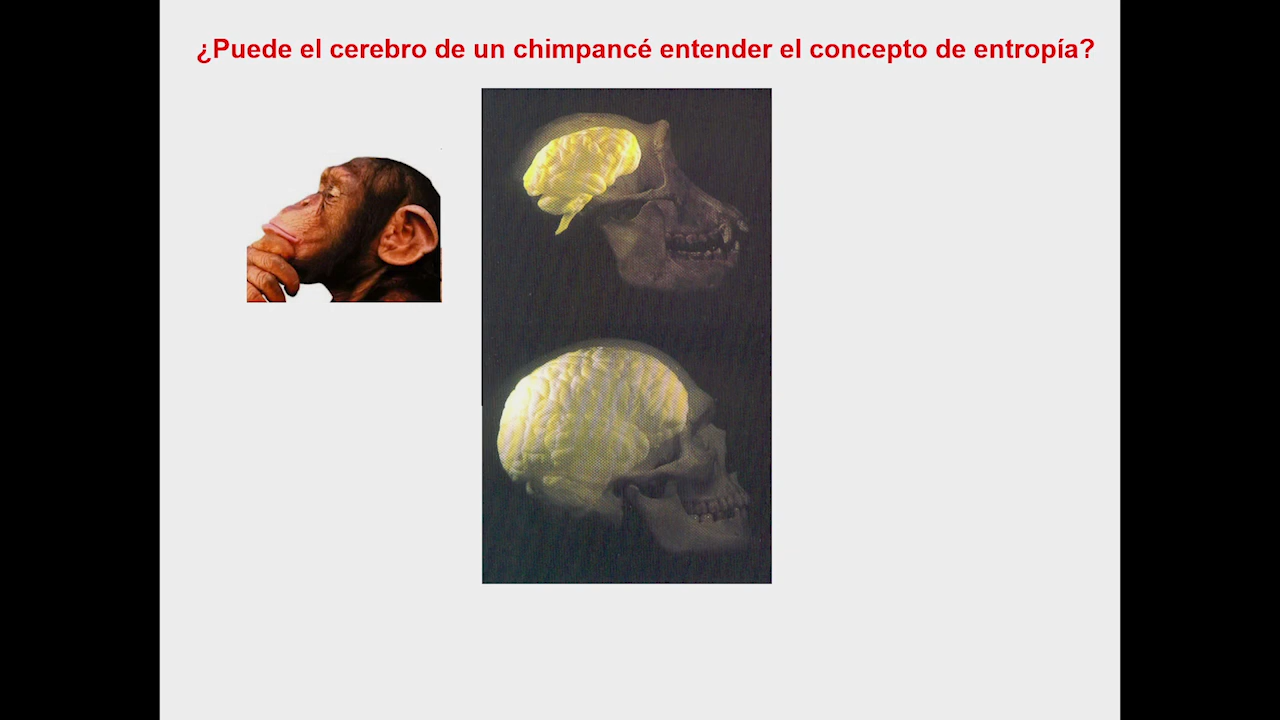 ¿Puede el cerebro de un chimpancé entender el concepto de entropía?